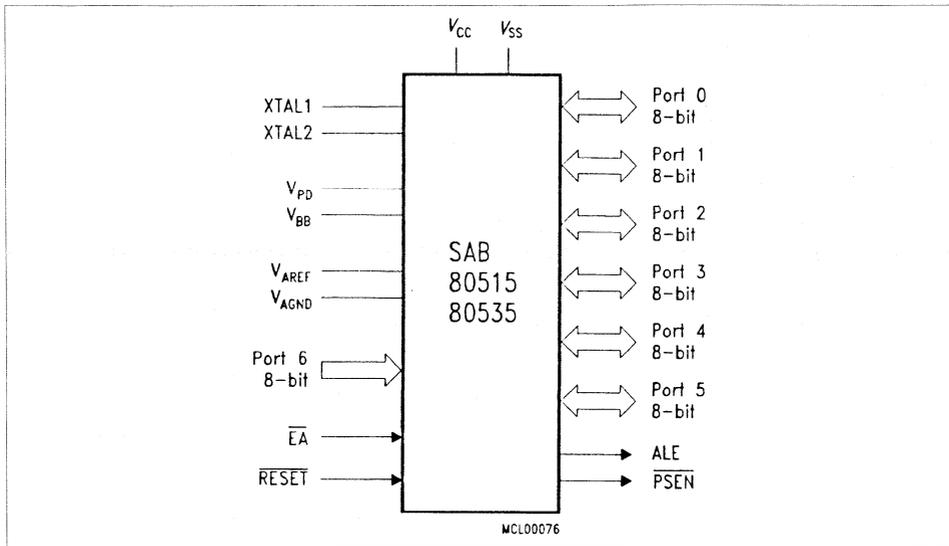 VCC VSS
XTAL1
XTAL2
VPD
VBB
VAREF
VAGND
Port 6
8-bit
EA
RESET
SAB
80515
80535
Port 0
8-bit
Port 1
8-bit
Port 2
8-bit
Port 3
8-bit
Port 4
8-bit
Port 5
8-bit
ALE
PSEN
MCL00076